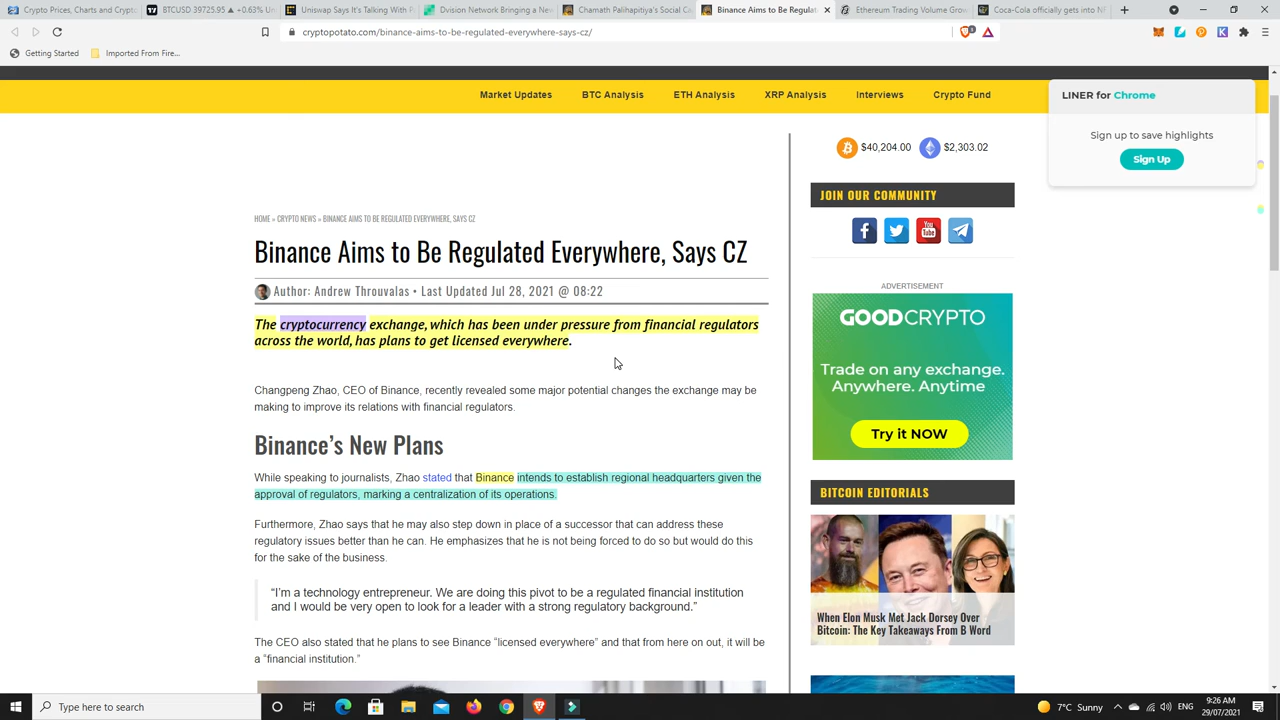 Crypto Prices, Charts and Crypto
BTCUSD 39725.95 ▲ +0.63% Un
Uniswap Says It's Talking With P
Dvision Network Bringing a New
Chamath Palihapitiya's Social Ca
Binance Aims to Be Regulat
Ethereum Trading Volume Grow
Coca-Cola officially gets into NF
cryptopotato.com/binance-aims-to-be-regulated-everywhere-says-cz/
Getting Started
Imported From Fire...
Market Updates
BTC Analysis
ETH Analysis
XRP Analysis
Interviews
Crypto Fund
LINER for Chrome
Sign up to save highlights
Sign Up
$40,204.00
$2,303.02
JOIN OUR COMMUNITY
You
Tube
HOME » CRYPTO NEWS » BINANCE AIMS TO BE REGULATED EVERYWHERE, SAYS CZ
Binance Aims to Be Regulated Everywhere, Says CZ
Author: Andrew Throuvalas • Last Updated Jul 28, 2021 @ 08:22
The cryptocurrency exchange, which has been under pressure from financial regulators
across the world, has plans to get licensed everywhere.
Changpeng Zhao, CEO of Binance, recently revealed some major potential changes the exchange may be
making to improve its relations with financial regulators.
Binance's New Plans
While speaking to journalists, Zhao stated that Binance intends to establish regional headquarters given the
approval of regulators, marking a centralization of its operations.
Furthermore, Zhao says that he may also step down in place of a successor that can address these
regulatory issues better than he can. He emphasizes that he is not being forced to do so but would do this
for the sake of the business.
“I'm a technology entrepreneur. We are doing this pivot to be a regulated financial institution
and I would be very open to look for a leader with a strong regulatory background.”
The CEO also stated that he plans to see Binance “licensed everywhere” and that from here on out, it will be
a “financial institution.”
ADVERTISEMENT
GOODCRYPTO
Trade on any exchange.
Anywhere. Anytime
Try it NOW
BITCOIN EDITORIALS
When Elon Musk Met Jack Dorsey Over
Bitcoin: The Key Takeaways From B Word
Type here to search
7°C Sunny
ENG
9:26 AM
29/07/2021